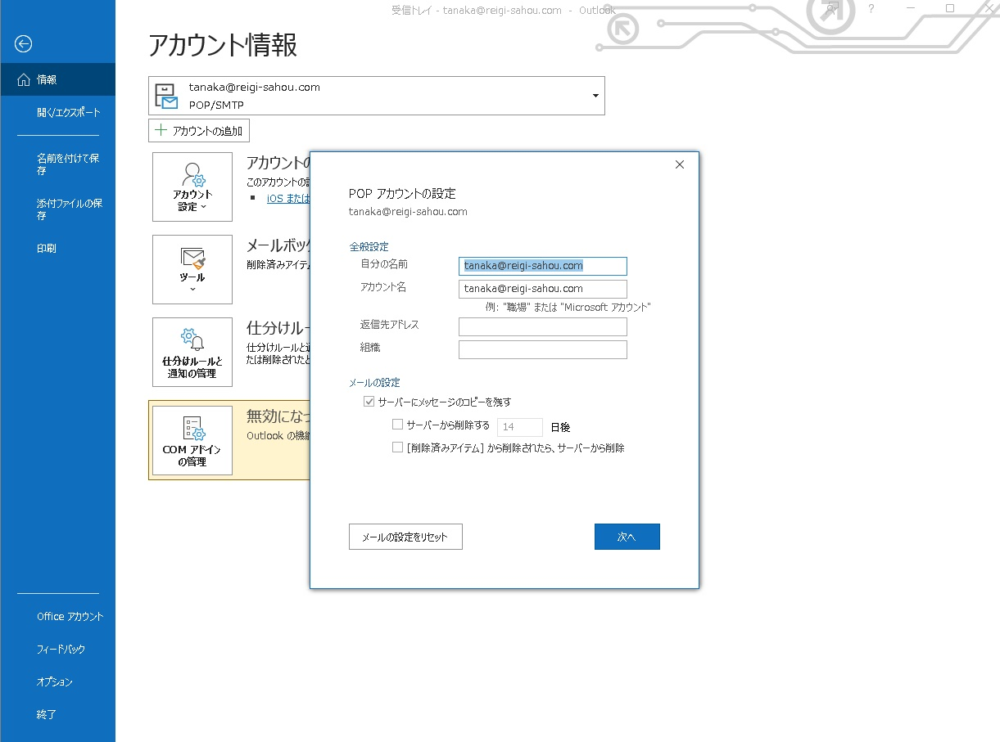 受信トレイ - tanaka@reigi-sahou.com - Outlook
?
アカウント情報
情報
開く/エクスポート
名前を付けて保
存
添付ファイルの保
存
印刷
Office アカウント
フィードバック
オプション
終了
tanaka@reigi-sahou.com
POP/SMTP
アカウントの追加
アカウント
設定
アカウントの
このアカウントの
iOS または
ツール
メールボッ
削除済みアイテ
仕分けルールと
通知の管理
仕分けルー
仕分けルールと
たは削除されたと
COM アドイン
の管理
無効になっ
Outlook の機能
POP アカウントの設定
tanaka@reigi-sahou.com
全般設定
自分の名前
tanaka@reigi-sahou.com
アカウント名
tanaka@reigi-sahou.com
例: "職場" または "Microsoft アカウント"
返信先アドレス
組織
メールの設定
サーバーにメッセージのコピーを残す
サーバーから削除する 14 日後
[削除済みアイテム] から削除されたら、サーバーから削除
メールの設定をリセット
次へ